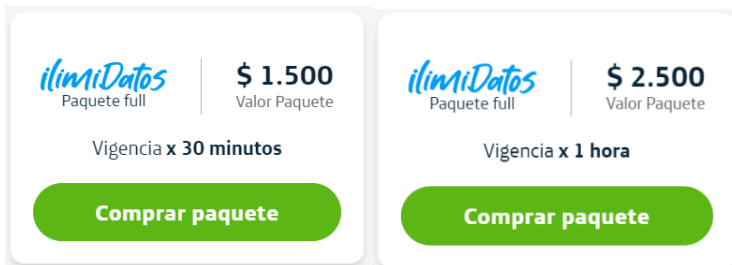 ilimiDatos
Paquete full
$ 1.500
Valor Paquete
Vigencia x 30 minutos
Comprar paquete
ilimiDatos
Paquete full
$ 2.500
Valor Paquete
Vigencia x 1 hora
Comprar paquete